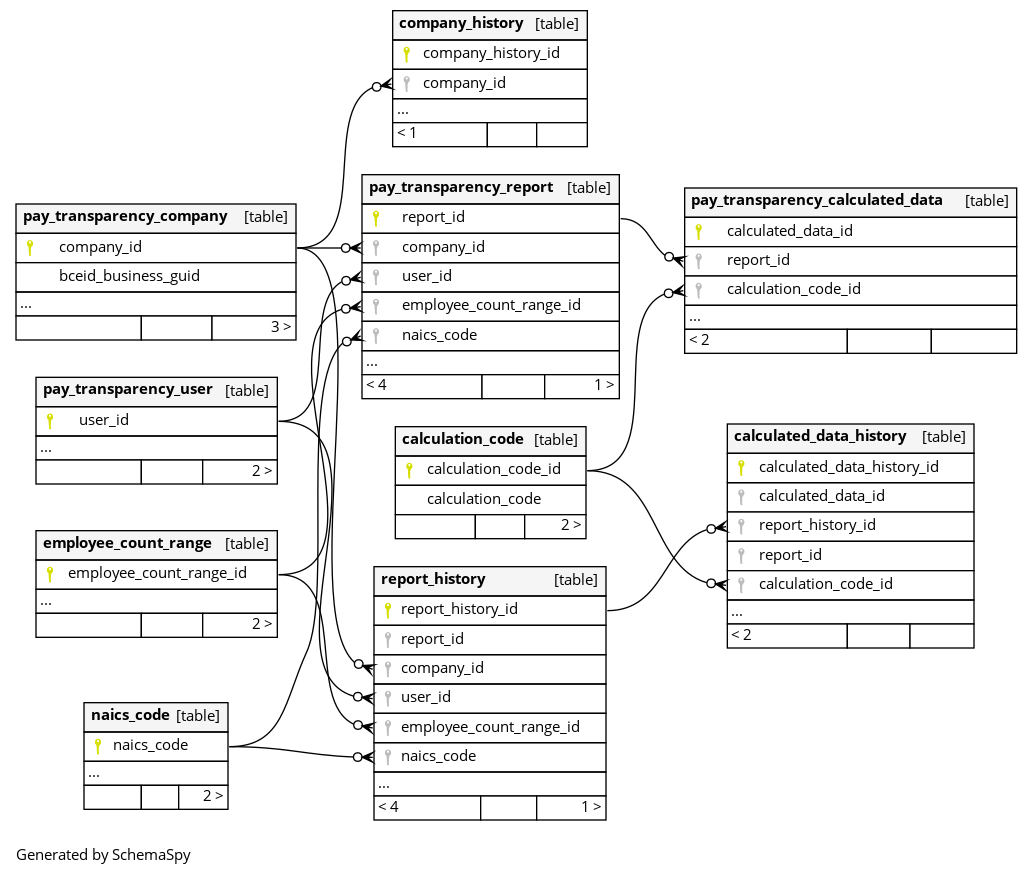 company_history [table]
company_history_id
company_id
...
< 1
pay_transparency_company [table]
company_id
bceid_business_guid
...
3 >
pay_transparency_report [table]
report_id
company_id
user_id
employee_count_range_id
naics_code
...
< 4 1 >
pay_transparency_calculated_data [table]
calculated_data_id
report_id
calculation_code_id
...
< 2
pay_transparency_user [table]
user_id
...
2 >
calculation_code [table]
calculation_code_id
calculation_code
2 >
calculated_data_history [table]
calculated_data_history_id
calculated_data_id
report_history_id
report_id
calculation_code_id
...
< 2
employee_count_range [table]
employee_count_range_id
...
2 >
report_history [table]
report_history_id
report_id
company_id
user_id
employee_count_range_id
naics_code
...
< 4 1 >
naics_code [table]
naics_code
...
2 >
Generated by SchemaSpy